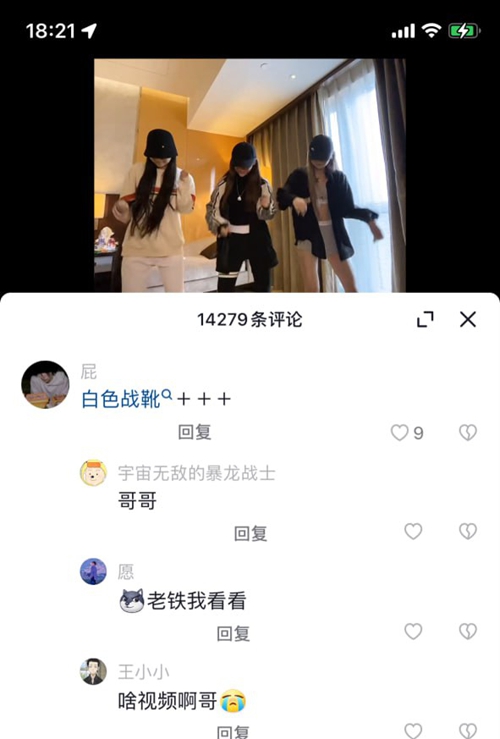 18:21
14279条评论
屁
白色战靴+++
回复
9
宇宙无敌的暴龙战士
哥哥
回复
愿
老铁我看看
回复
王小小
啥视频啊哥
回复